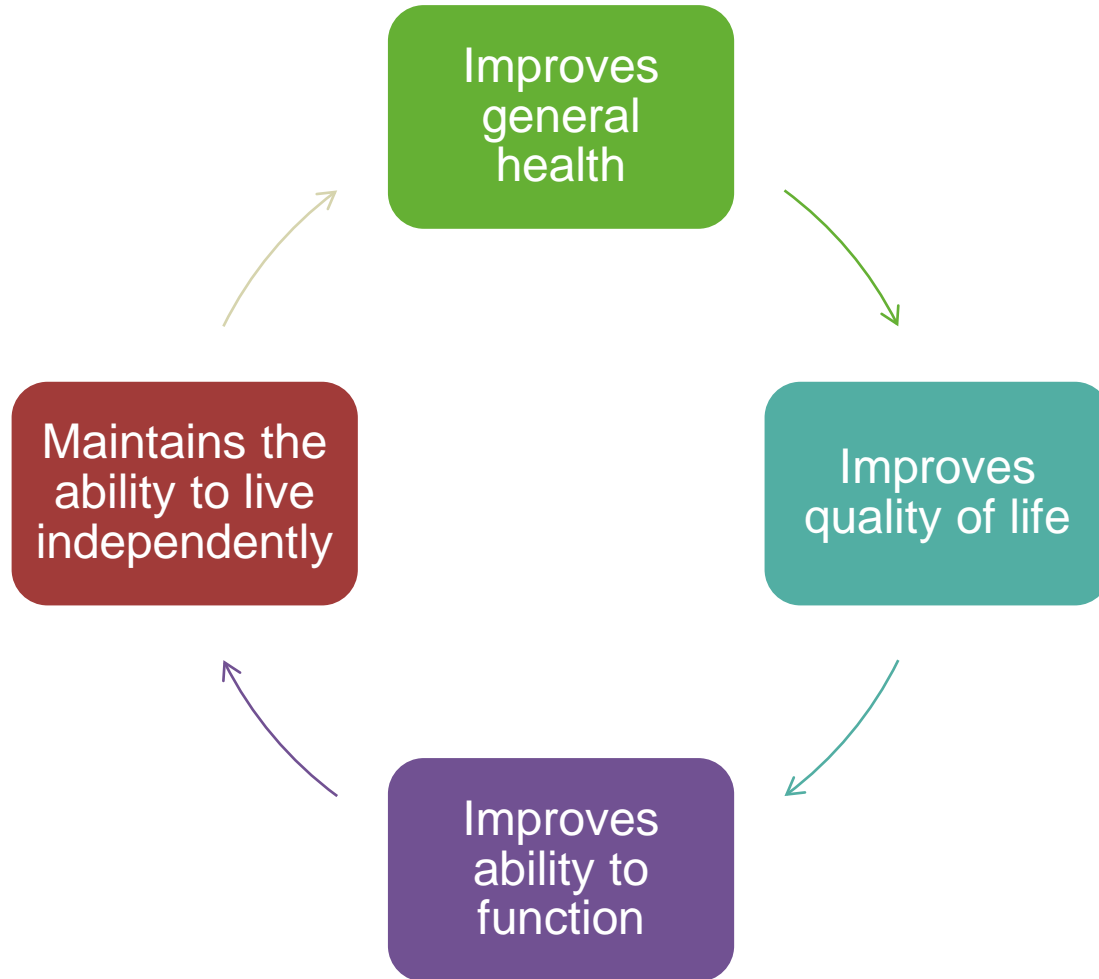 Improves
general
health
Improves
quality of life
Improves
ability to
function
Maintains the
ability to live
independently